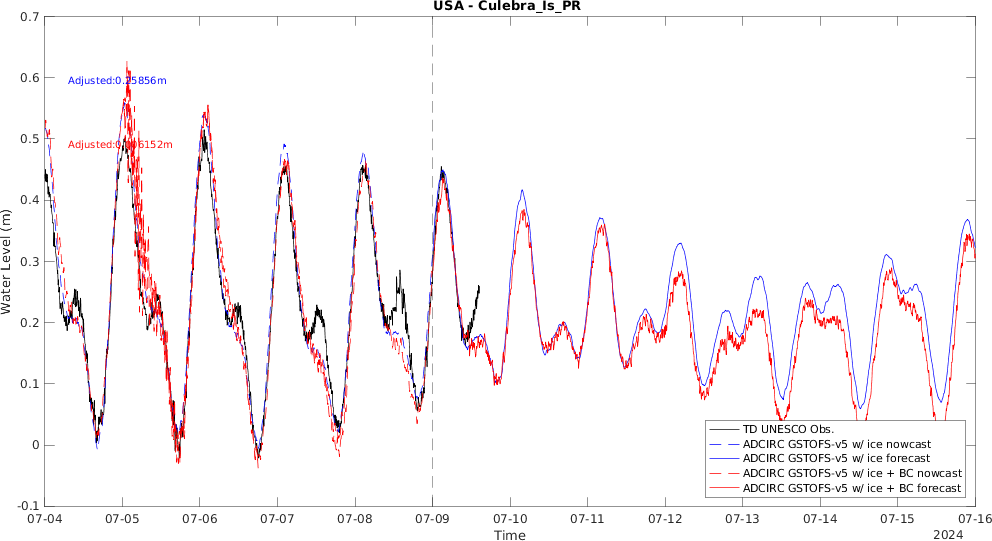 USA - Culebra_Is_PR
0.7
0.6
0.5
0.4
0.3
0.2
0.1
0
-0.1
Water Level (m)
Adjusted:0.25856m
07-04
07-05
07-06
07-07
07-08
07-09
07-10
07-11
07-12
07-13
07-14
07-15
07-16
Time
2024
TD UNESCO Obs.
ADCIRC GSTOFS-v5 w/ ice nowcast
ADCIRC GSTOFS-v5 w/ ice forecast
ADCIRC GSTOFS-v5 w/ ice + BC nowcast
ADCIRC GSTOFS-v5 w/ ice + BC forecast